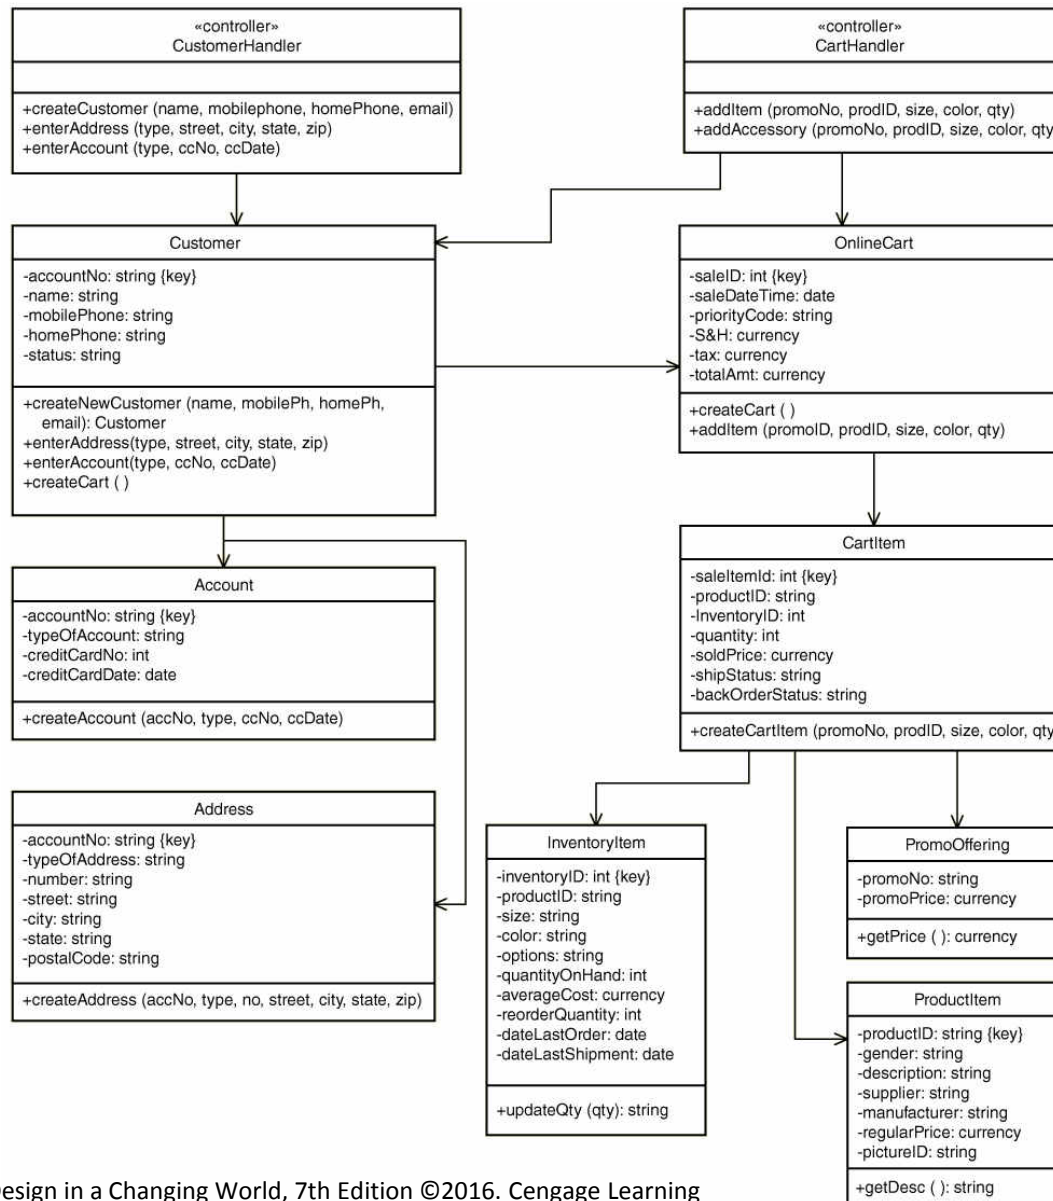 «controller»
CustomerHandler
+createCustomer (name, mobilephone, homePhone, email)
+enterAddress (type, street, city, state, zip)
+enterAccount (type, ccNo, ccDate)
«controller»
CartHandler
+addItem (promoNo, prodID, size, color, qty)
+addAccessory (promoNo, prodID, size, color, qty
Customer
-accountNo: string {key}
-name: string
-mobilePhone: string
-homePhone: string
-status: string
+createNewCustomer (name, mobilePh, homePh,
email): Customer
+enterAddress(type, street, city, state, zip)
+enterAccount(type, ccNo, ccDate)
+createCart ( )
OnlineCart
-saleID: int {key}
-saleDateTime: date
-priorityCode: string
-S&H: currency
-tax: currency
-totalAmt: currency
+createCart ( )
+addItem (promoID, prodID, size, color, qty)
Account
-accountNo: string {key}
-typeOfAccount: string
-creditCardNo: int
-creditCardDate: date
+createAccount (accNo, type, ccNo, ccDate)
CartItem
-saleItemId: int {key}
-productID: string
-InventoryID: int
-quantity: int
-soldPrice: currency
-shipStatus: string
-backOrderStatus: string
+createCartItem (promoNo, prodID, size, color, qty
Address
-accountNo: string {key}
-typeOfAddress: string
-number: string
-street: string
-city: string
-state: string
-postalCode: string
+createAddress (accNo, type, no, street, city, state, zip)
InventoryItem
-inventoryID: int {key}
-productID: string
-size: string
-color: string
-options: string
-quantityOnHand: int
-averageCost: currency
-reorderQuantity: int
-dateLastOrder: date
-dateLastShipment: date
+updateQty (qty): string
PromoOffering
-promoNo: string
-promoPrice: currency
+getPrice ( ): currency
ProductItem
-productID: string {key}
-gender: string
-description: string
-supplier: string
-manufacturer: string
-regularPrice: currency
-pictureID: string
+getDesc ( ): string
Design in a Changing World, 7th Edition ©2016. Cengage Learning